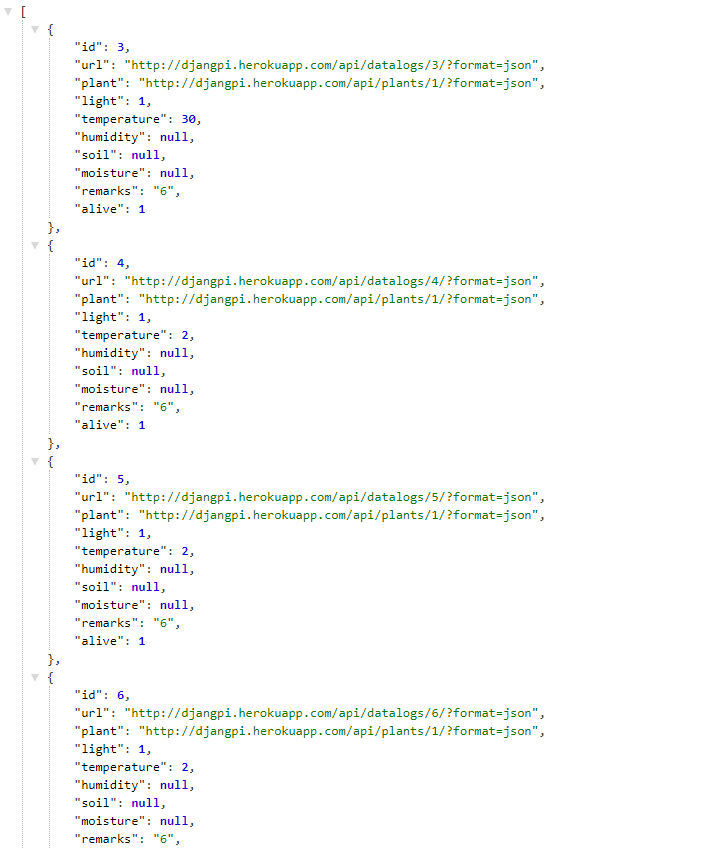 [
{
"id": 3,
"url": "http://djangpi.herokuapp.com/api/datalogs/3/?format=json",
"plant": "http://djangpi.herokuapp.com/api/plants/1/?format=json",
"light": 1,
"temperature": 30,
"humidity": null,
"soil": null,
"moisture": null,
"remarks": "6",
"alive": 1
},
{
"id": 4,
"url": "http://djangpi.herokuapp.com/api/datalogs/4/?format=json",
"plant": "http://djangpi.herokuapp.com/api/plants/1/?format=json",
"light": 1,
"temperature": 2,
"humidity": null,
"soil": null,
"moisture": null,
"remarks": "6",
"alive": 1
},
{
"id": 5,
"url": "http://djangpi.herokuapp.com/api/datalogs/5/?format=json",
"plant": "http://djangpi.herokuapp.com/api/plants/1/?format=json",
"light": 1,
"temperature": 2,
"humidity": null,
"soil": null,
"moisture": null,
"remarks": "6",
"alive": 1
},
{
"id": 6,
"url": "http://djangpi.herokuapp.com/api/datalogs/6/?format=json",
"plant": "http://djangpi.herokuapp.com/api/plants/1/?format=json",
"light": 1,
"temperature": 2,
"humidity": null,
"soil": null,
"moisture": null,
"remarks": "6",